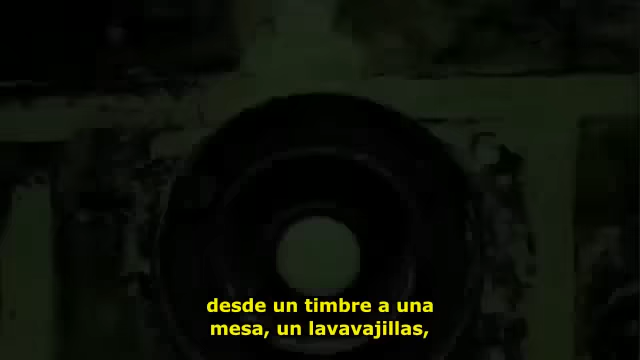 desde un timbre a una
mesa, un lavavajillas,